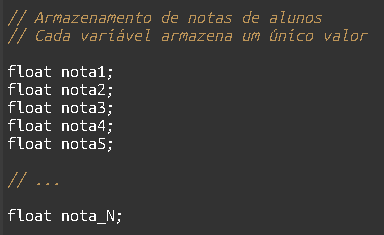 // Armazenamento de notas de alunos
// Cada variável armazena um único valor
float nota1;
float nota2;
float nota3;
float nota4;
float nota5;
// ...
float nota_N;